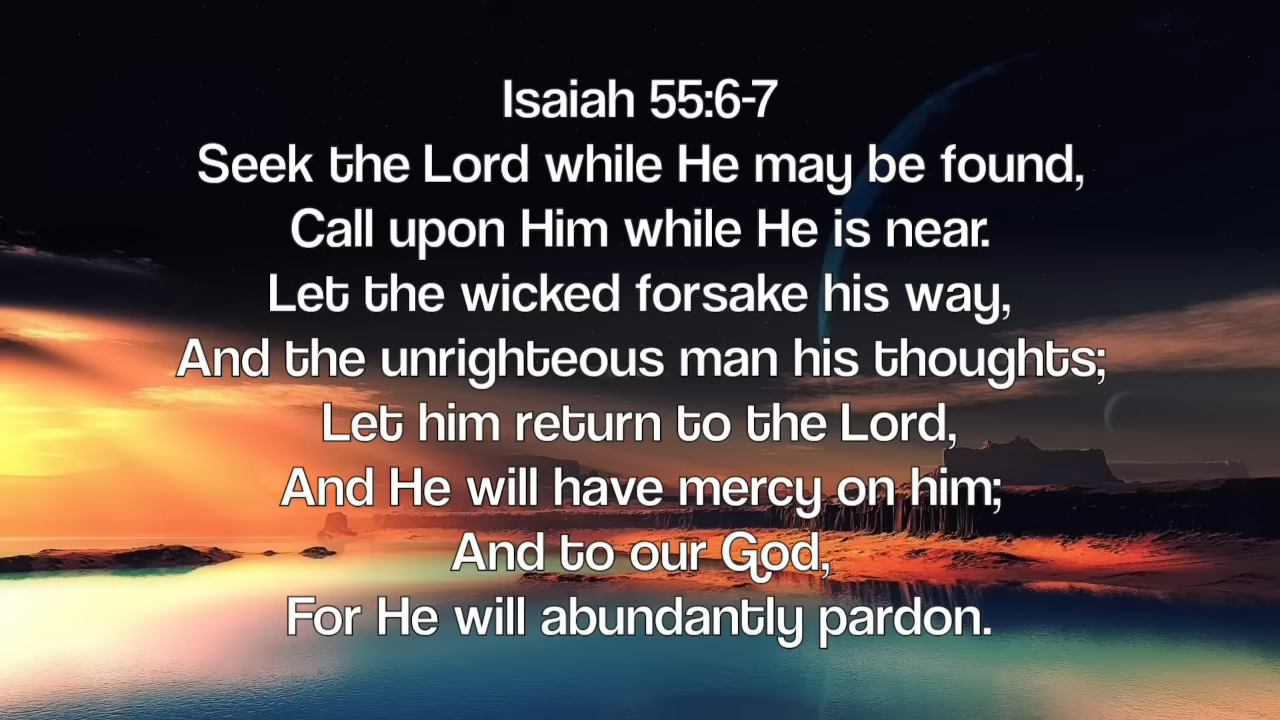 Isaiah 55:6-7
Seek the Lord while He may be found,
Call upon Him while He is near.
Let the wicked forsake his way,
And the unrighteous man his thoughts;
Let him return to the Lord,
And He will have mercy on him;
And to our God,
For He will abundantly pardon.